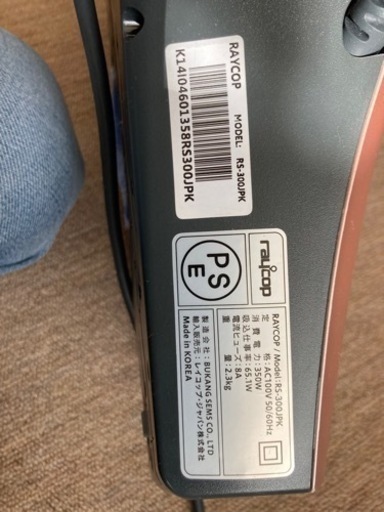 RAYCOP
MODEL: RS-300JPK
K14I04601358RS300JPK
raycop
PS
E
RAYCOP / Model : RS-300JPK
定格 : AC100V 50/60Hz
消費電力 : 350W
吸込仕事率 : 65.1W
電流ヒューズ : 8A
重量 : 2.3kg
製造会社 : BUKANG SEMS CO., LTD
輸入販売元 : レイコップ・ジャパン株式会社
Made in KOREA